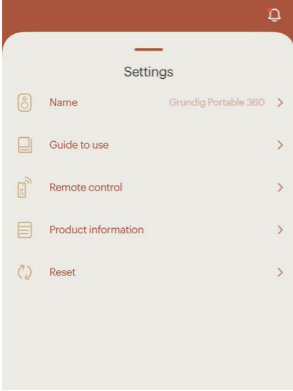 Settings
Name Grundig Portable 360
Guide to use
Remote control
Product information
Reset